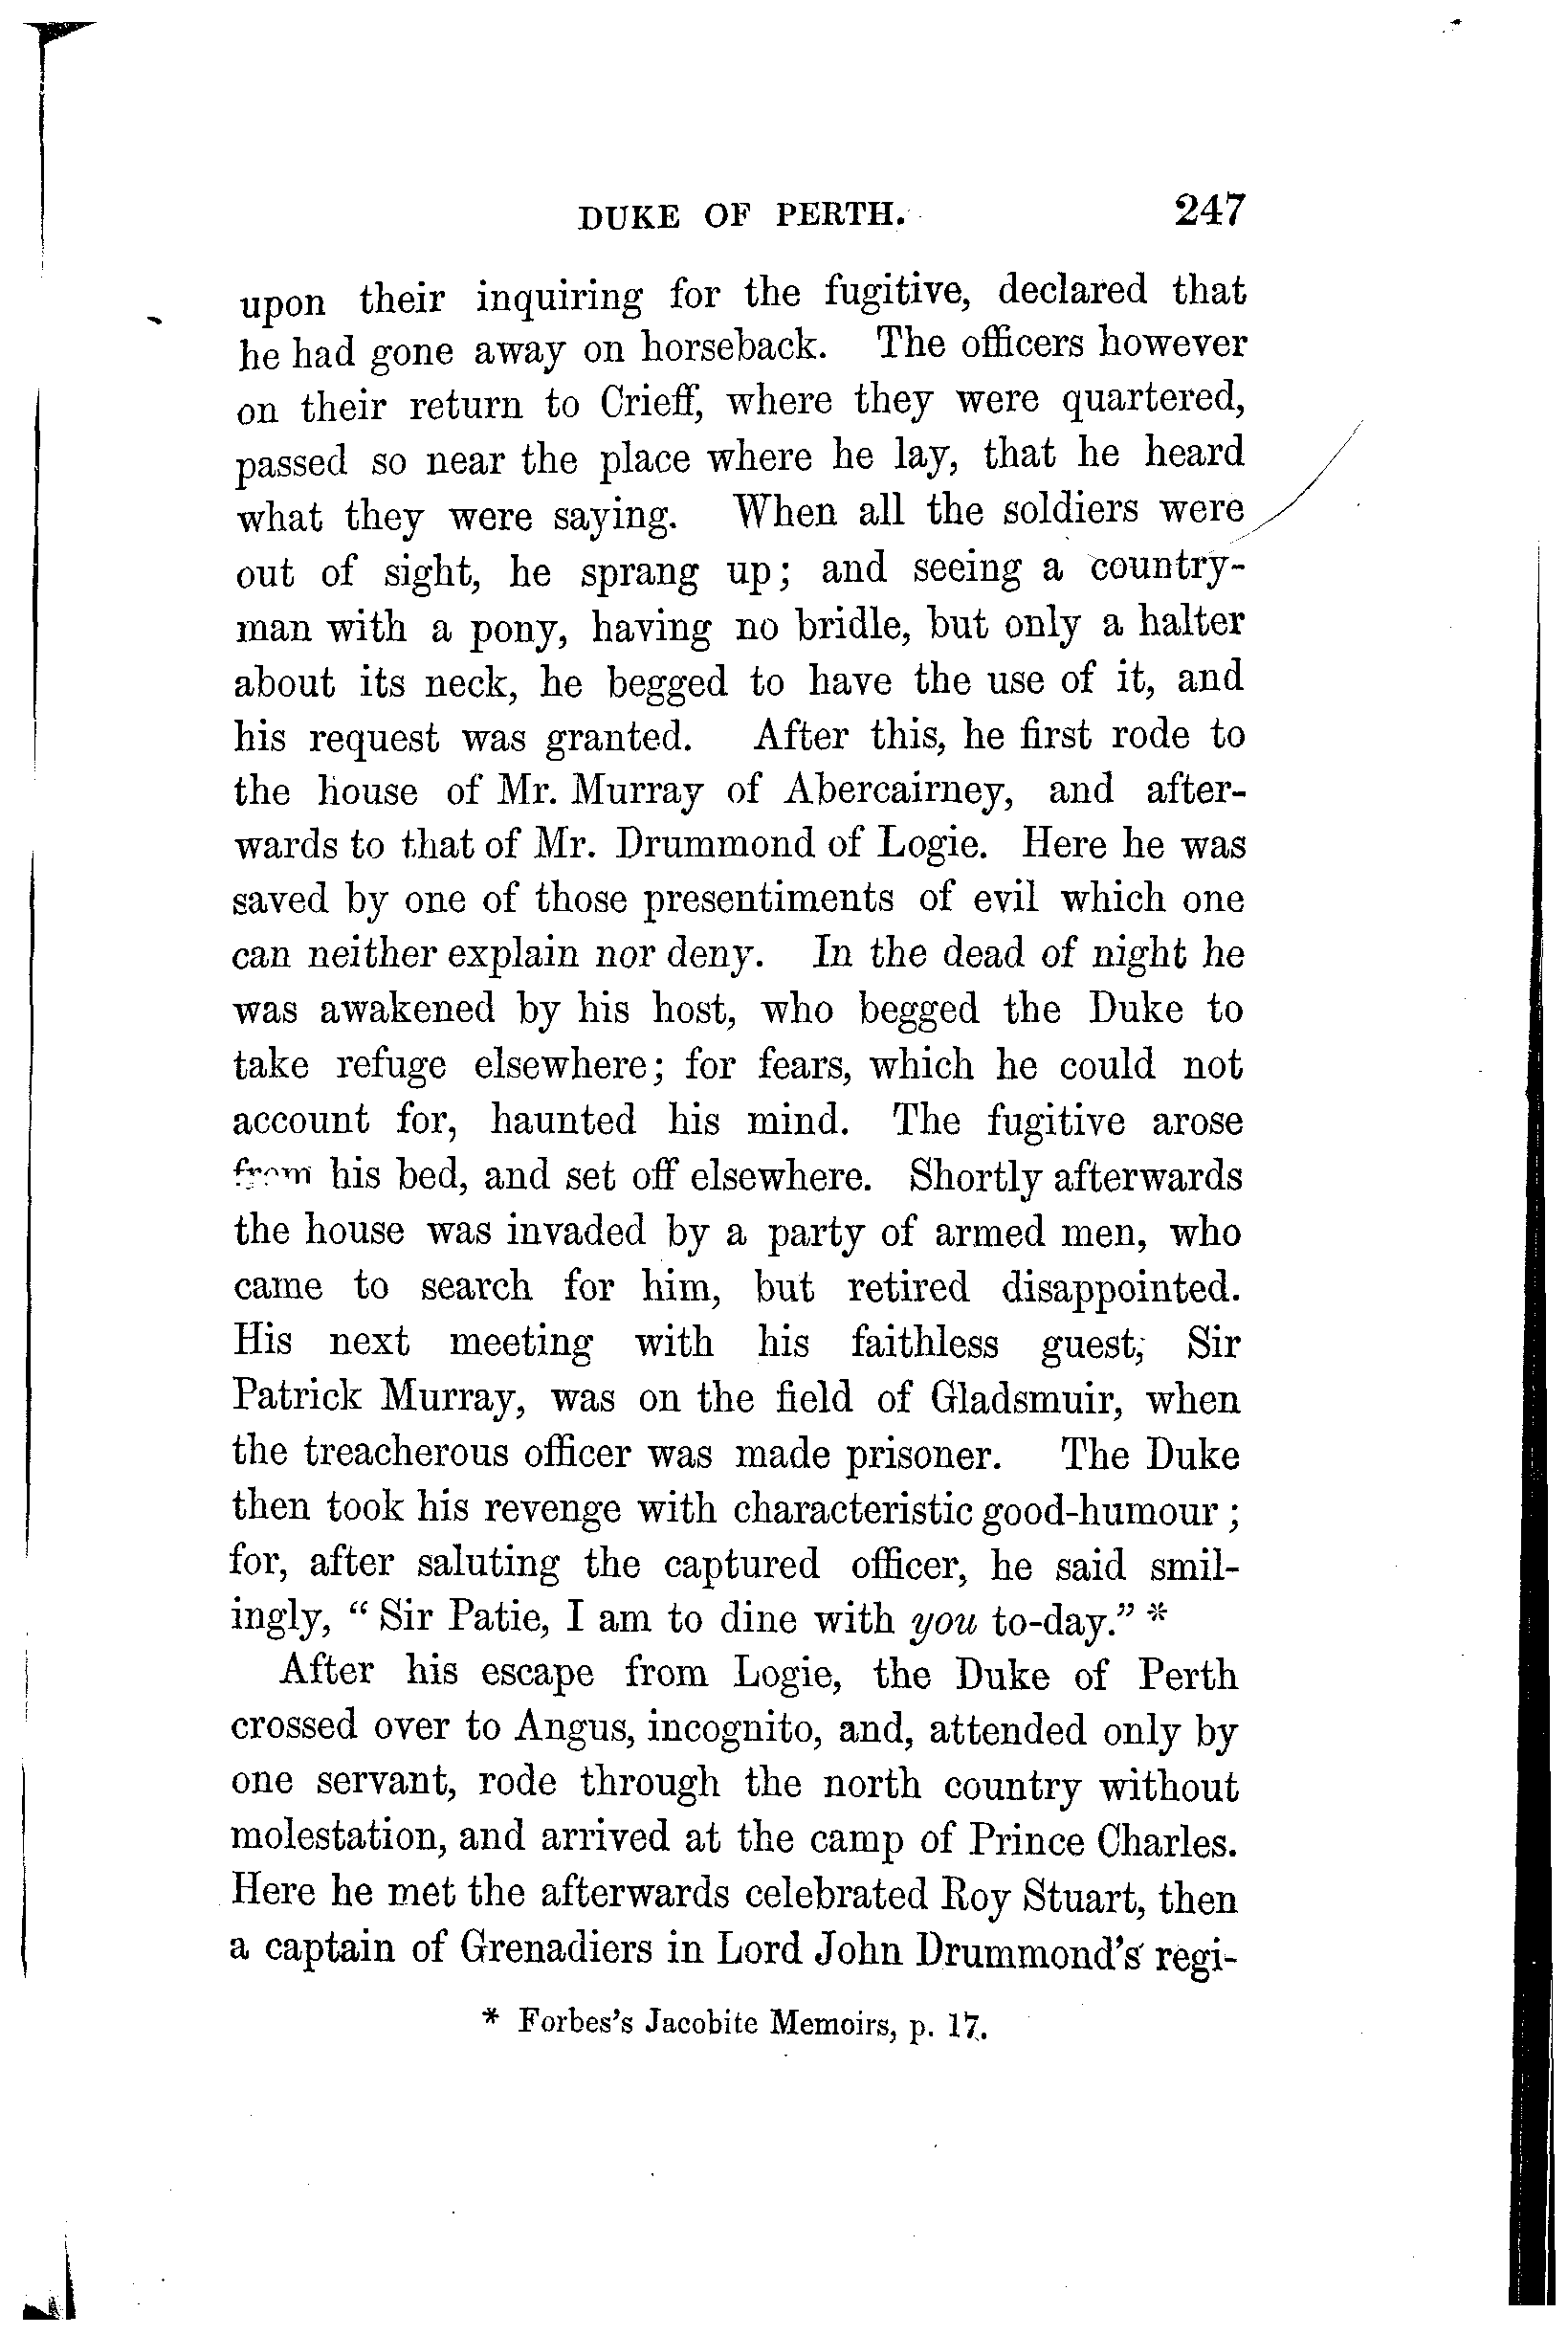 DUKE OF PERTH. 247
upon their inquiring for the fugitive, declared that
he had gone away on horseback. The officers however
on their return to Crieff, where they were quartered,
passed so near the place where he lay, that he heard
what they were saying. When all the soldiers were
out of sight, he sprang up; and seeing a country-
man with a pony, having no bridle, but only a halter
about its neck, he begged to have the use of it, and
his request was granted. After this, he first rode to
the house of Mr. Murray of Abercairney, and after-
wards to that of Mr. Drummond of Logie. Here he was
saved by one of those presentiments of evil which one
can neither explain nor deny. In the dead of night he
was awakened by his host, who begged the Duke to
take refuge elsewhere; for fears, which he could not
account for, haunted his mind. The fugitive arose
from his bed, and set off elsewhere. Shortly afterwards
the house was invaded by a party of armed men, who
came to search for him, but retired disappointed.
His next meeting with his faithless guest, Sir
Patrick Murray, was on the field of Gladsmuir, when
the treacherous officer was made prisoner. The Duke
then took his revenge with characteristic good-humour;
for, after saluting the captured officer, he said smil-
ingly, "Sir Patie, I am to dine with you to-day." *
After his escape from Logie, the Duke of Perth
crossed over to Angus, incognito, and, attended only by
one servant, rode through the north country without
molestation, and arrived at the camp of Prince Charles.
Here he met the afterwards celebrated Roy Stuart, then
a captain of Grenadiers in Lord John Drummond's regi-
* Forbes's Jacobite Memoirs, p. 17.